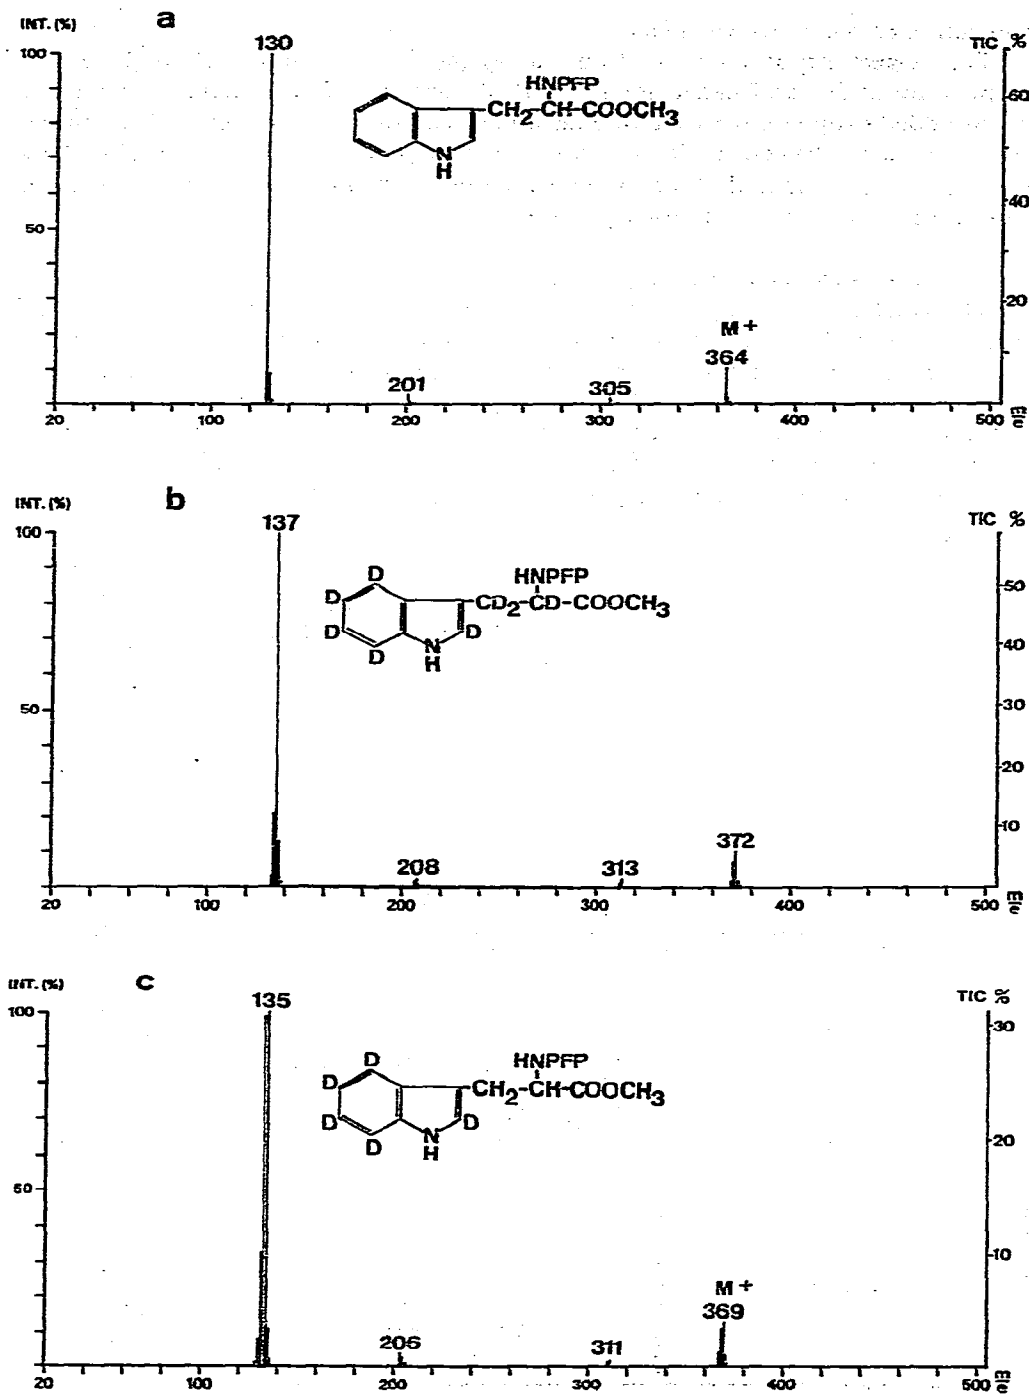 a
INT. (%)
TIC %
100
130
HNPFP
CH2-CH-COOCH3
N
H
60
50
40
20
M+
364
201
305
20 100 200 300 400 500 m/e
b
INT. (%)
TIC %
100
137
HNPFP
D
D CD2-CD-COOCH3
D N D
D H
50
40
50
30
20
10
372
208
313
20 100 200 300 400 500 m/e
c
INT. (%)
TIC %
100
135
30
HNPFP
D
D CH2-CH-COOCH3
D N D
D H
20
50
10
M+
369
206
311
20 100 200 300 400 500 m/e